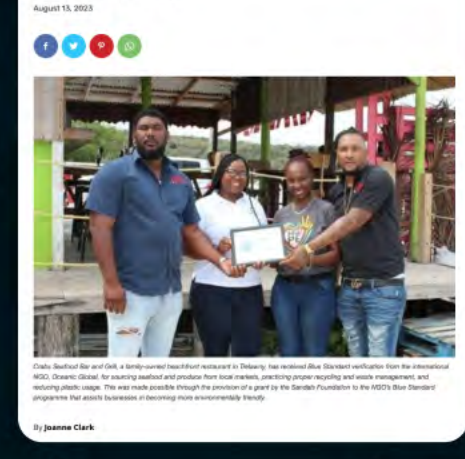 August 13, 2023
Crabs Seafood Bar and Grill, a family-owned beachfront restaurant in Trelawny, has received Blue Standard verification from the international
NGO, Oceanic Global, for sourcing seafood and produce from local markets, practicing proper recycling and waste management, and
reducing plastic usage. This was made possible through the provision of a grant by the Sandals Foundation to the NGO's Blue Standard
programme that assists businesses in becoming more environmentally friendly.
By Joanne Clark